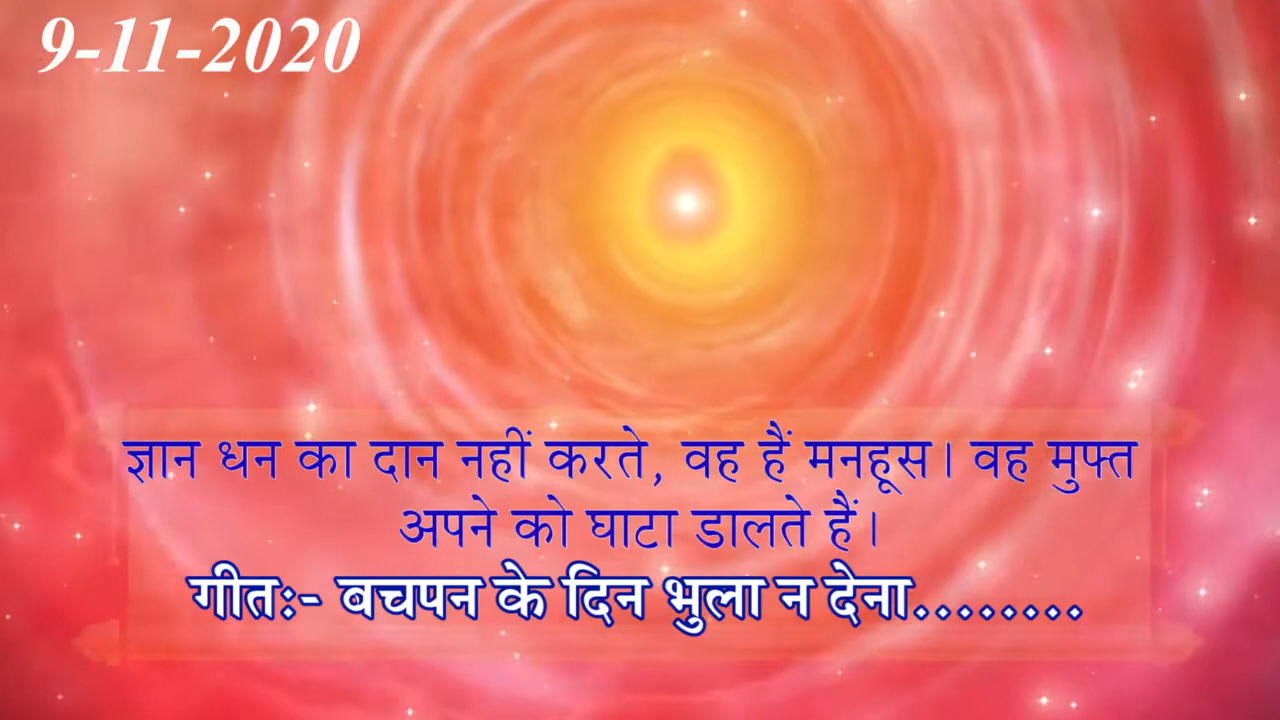 9-11-2020
ज्ञान धन का दान नहीं करते, वह हैं मनहूस। वह मुफ्त
अपने को घाटा डालते हैं।
गीतः- बचपन के दिन भुला न देना........